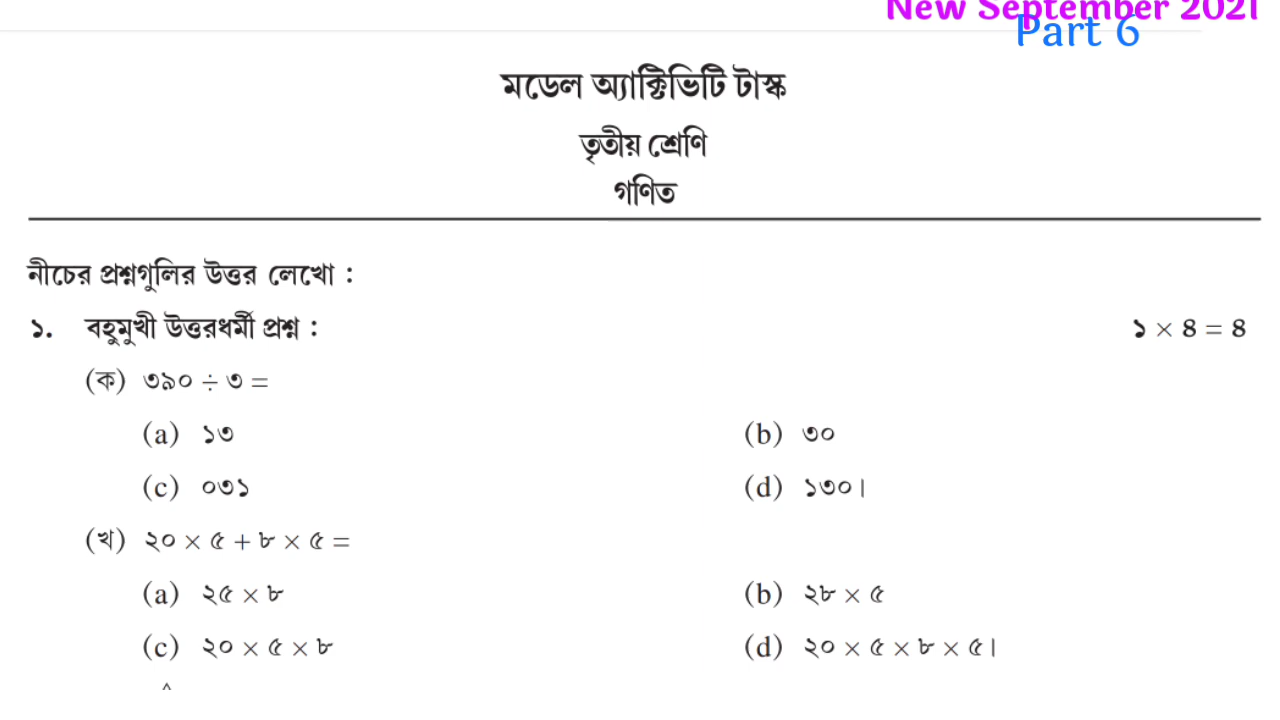 New September 2021
Part 6
মডেল অ্যাক্টিভিটি টাস্ক
তৃতীয় শ্রেণি
গণিত
নীচের প্রশ্নগুলির উত্তর লেখো :
১. বহুমুখী উত্তরধর্মী প্রশ্ন : ১ × ৪ = ৪
(ক) ৩৯০ ÷ ৩ =
(a) ১৩ (b) ৩০
(c) ০৩১ (d) ১৩০।
(খ) ২০ × ৫ + ৮ × ৫ =
(a) ২৫ × ৮ (b) ২৮ × ৫
(c) ২০ × ৫ × ৮ (d) ২০ × ৫ × ৮ × ৫।